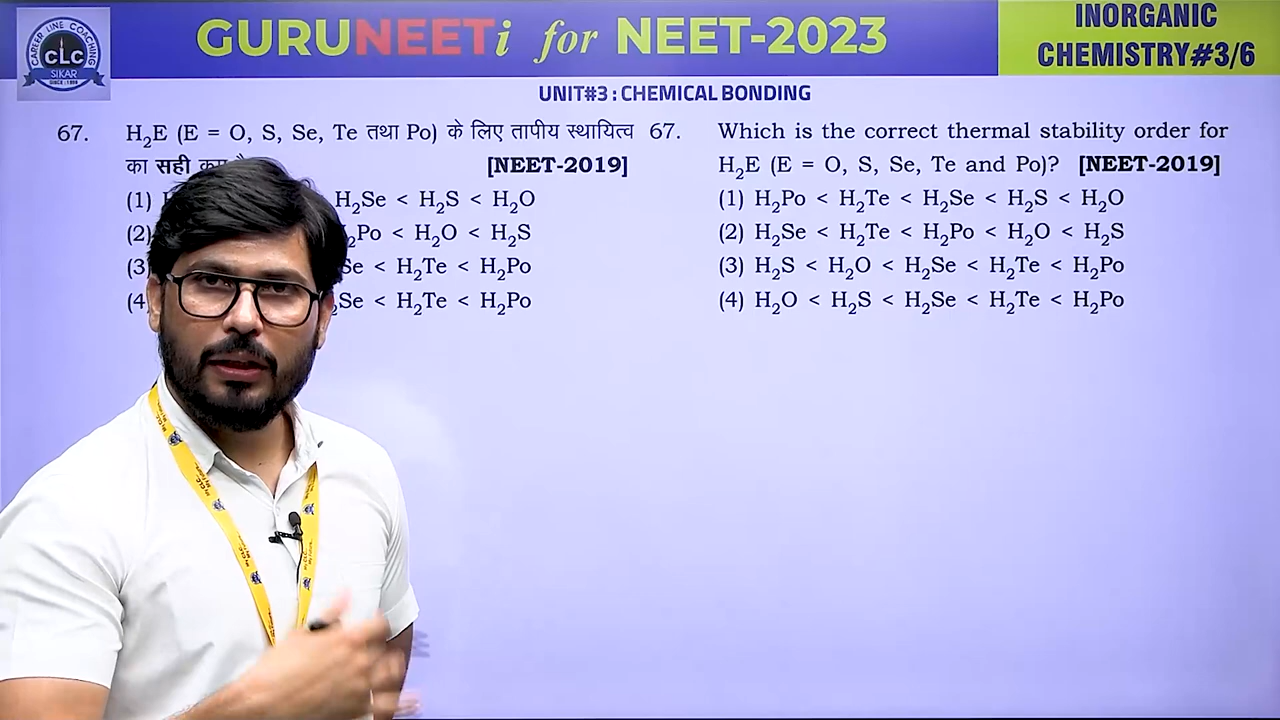 CAREER LINE COACHING
CLC
SIKAR
SINCE : 1996
GURUNEETi for NEET-2023
INORGANIC
CHEMISTRY#3/6
UNIT#3 : CHEMICAL BONDING
67. H₂E (E = O, S, Se, Te तथा Po) के लिए तापीय स्थायित्व
का सही [NEET-2019]
(1) H₂Se < H₂S < H₂O
(2) ₂Po < H₂O < H₂S
(3 Se < H₂Te < H₂Po
(4 ₂Se < H₂Te < H₂Po
67. Which is the correct thermal stability order for
H₂E (E = O, S, Se, Te and Po)? [NEET-2019]
(1) H₂Po < H₂Te < H₂Se < H₂S < H₂O
(2) H₂Se < H₂Te < H₂Po < H₂O < H₂S
(3) H₂S < H₂O < H₂Se < H₂Te < H₂Po
(4) H₂O < H₂S < H₂Se < H₂Te < H₂Po